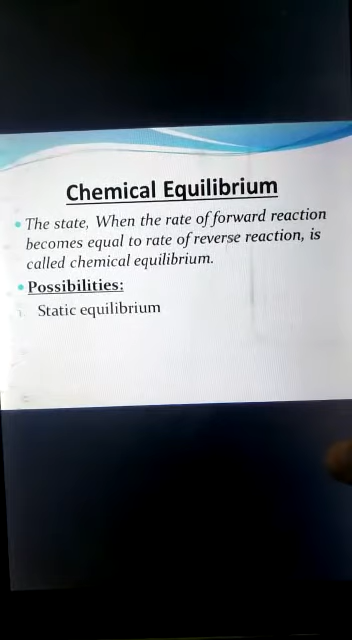 Chemical Equilibrium
The state, When the rate of forward reaction
becomes equal to rate of reverse reaction, is
called chemical equilibrium.
Possibilities:
i. Static equilibrium